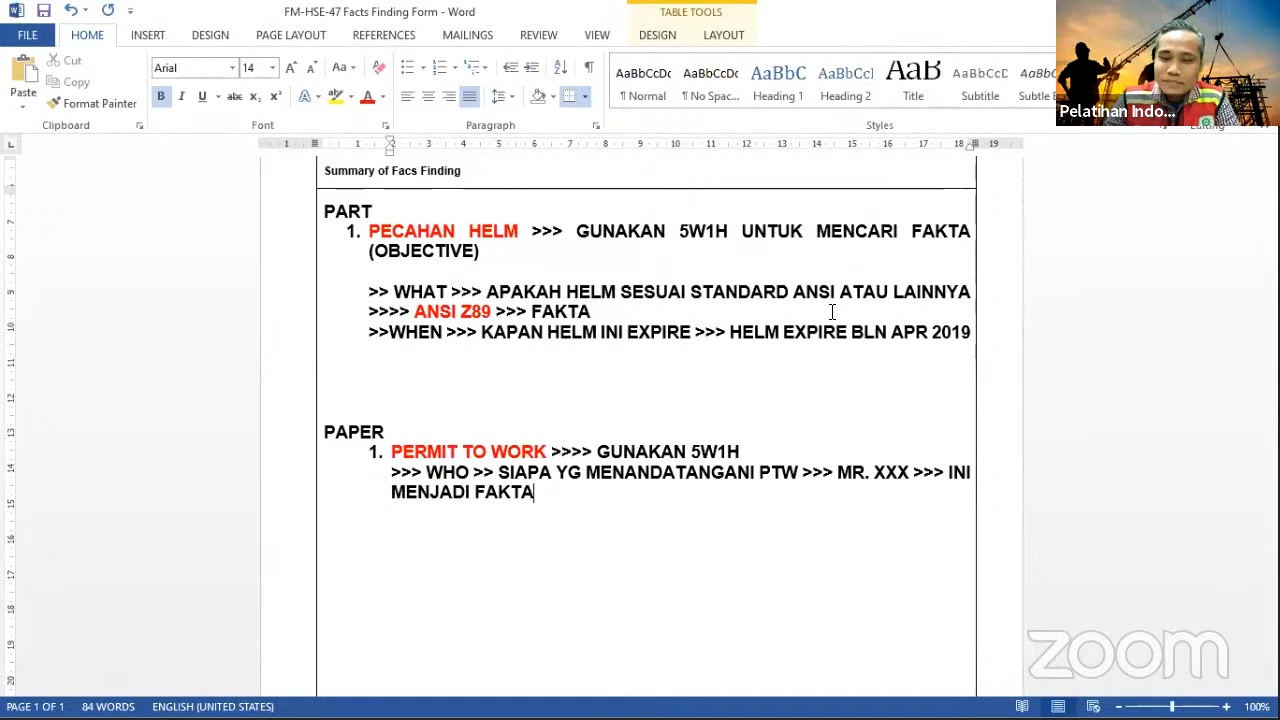 FM-HSE-47 Facts Finding Form - Word
TABLE TOOLS
FILE HOME INSERT DESIGN PAGE LAYOUT REFERENCES MAILINGS REVIEW VIEW DESIGN LAYOUT
Cut
Copy
Format Painter
Paste
Clipboard
Arial 14
Font
Paragraph
AaBbCcDc AaBbCcDc AaBbC AaBbCcl AaB AaBbCcD
¶ Normal ¶ No Spac... Heading 1 Heading 2 Title Subtitle
Styles
Pelatihan Indo...
Summary of Facs Finding
PART
1. PECAHAN HELM >>> GUNAKAN 5W1H UNTUK MENCARI FAKTA
(OBJECTIVE)
>> WHAT >>> APAKAH HELM SESUAI STANDARD ANSI ATAU LAINNYA
>>>> ANSI Z89 >>> FAKTA
>>WHEN >>> KAPAN HELM INI EXPIRE >>> HELM EXPIRE BLN APR 2019
PAPER
1. PERMIT TO WORK >>>> GUNAKAN 5W1H
>>> WHO >> SIAPA YG MENANDATANGANI PTW >>> MR. XXX >>> INI
MENJADI FAKTA
zoom
PAGE 1 OF 1 84 WORDS ENGLISH (UNITED STATES) 100%